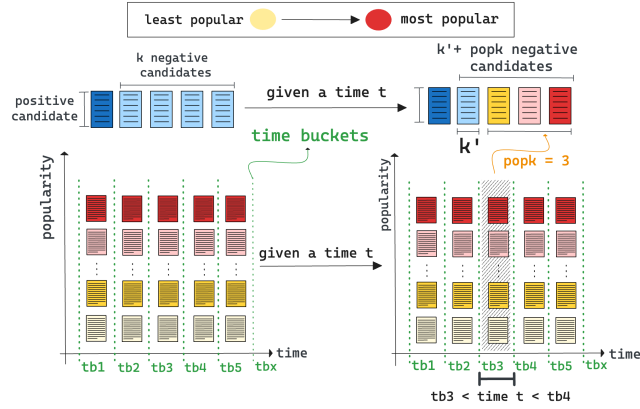 least popular
most popular
k negative
candidates
k'+ popk negative
candidates
positive
candidate
given a time t
time buckets
k'
popk = 3
popularity
popularity
given a time t
time
tb1 tb2 tb3 tb4 tb5 tbx
time
tb1 tb2 tb3 tb4 tb5 tbx
tb3 < time t < tb4